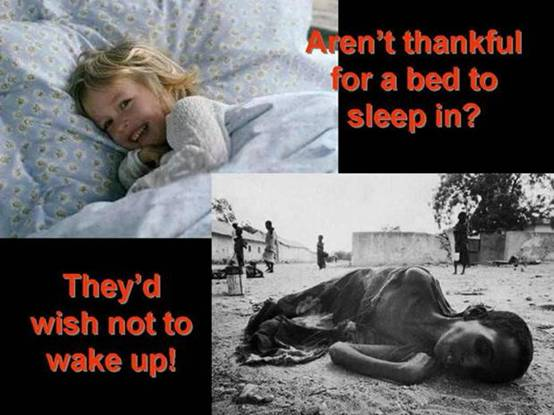 Aren't thankful
for a bed to
sleep in?
They'd
wish not to
wake up!